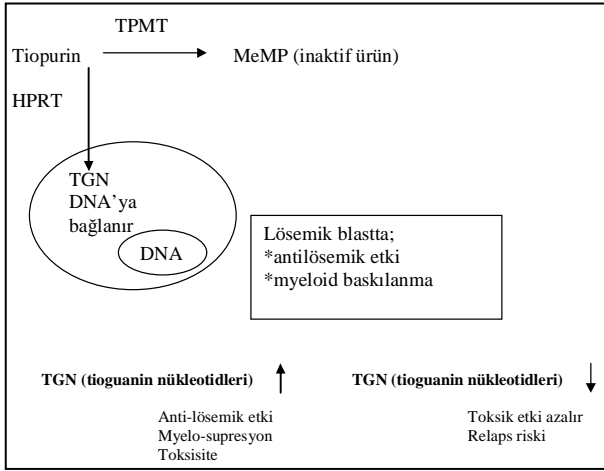 TPMT
Tiopurin MeMP (inaktif ürün)
HPRT
TGN
DNA’ya
bağlanır
DNA
Lösemik blastta;
*antilösemik etki
*myeloid baskılanma
TGN (tioguanin nükleotidleri) TGN (tioguanin nükleotidleri)
Anti-lösemik etki Toksik etki azalır
Myelo-supresyon Relaps riski
Toksisite